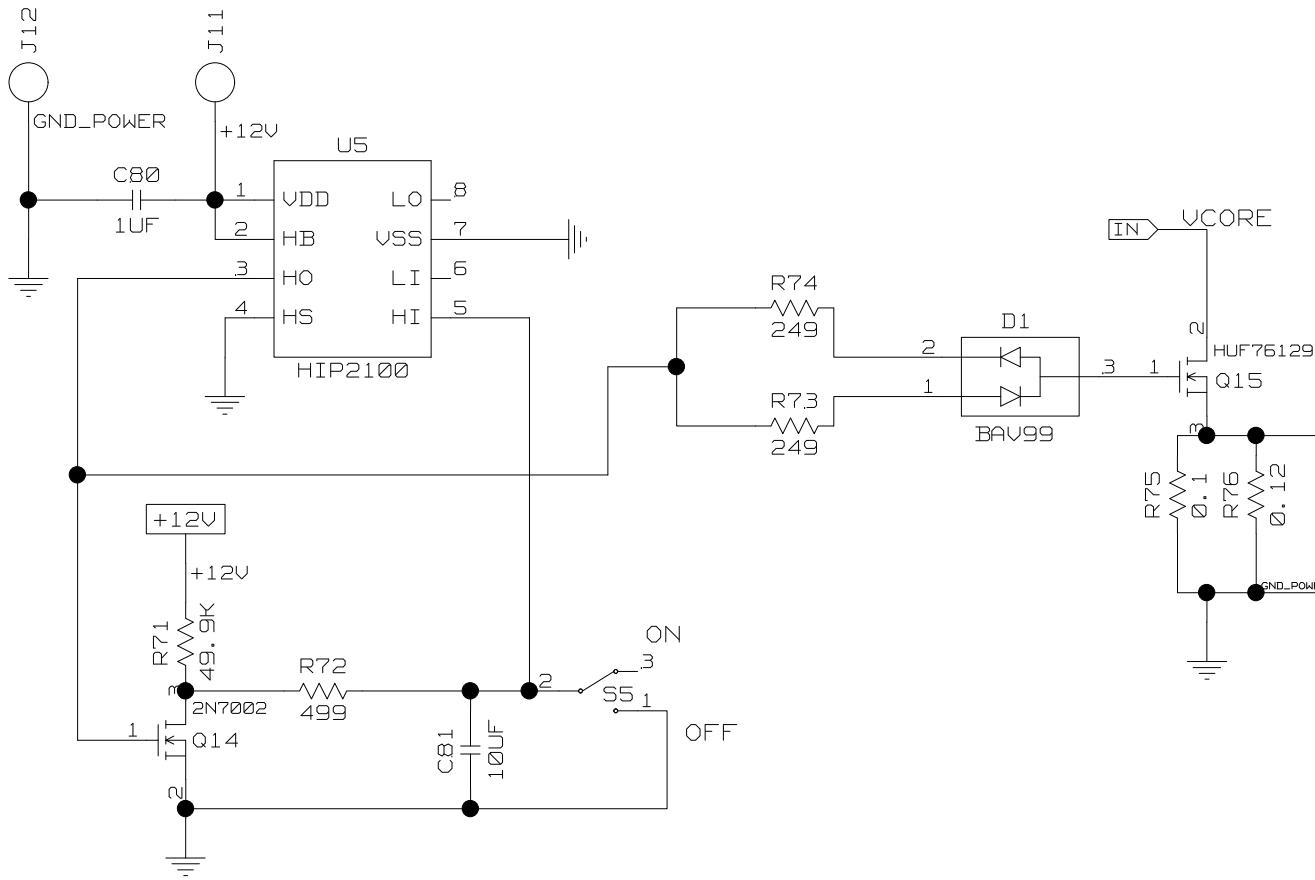 J12
J11
GND_POWER
+12V
U5
C80
1UF
1
VDD
LO
8
2
HB
VSS
7
3
HO
LI
6
4
HS
HI
5
HIP2100
IN
VCORE
R74
249
D1
2
1
3
BAV99
R73
249
2
HUF76129
1
Q15
3
R75
0.1
R76
0.12
GND_POW
+12V
+12V
R71
49.9K
3
2N7002
1
Q14
2
R72
499
C81
10UF
ON
2
3
S5
1
OFF